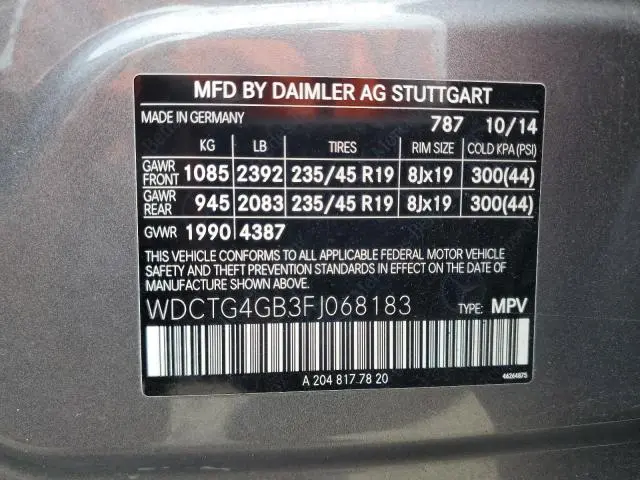 MFD BY DAIMLER AG STUTTGART
MADE IN GERMANY 787 10/14
KG LB TIRES RIM SIZE COLD KPA(PSI)
GAWR FRONT 1085 2392 235/45 R19 8Jx19 300(44)
GAWR REAR 945 2083 235/45 R19 8Jx19 300(44)
GVWR 1990 4387
THIS VEHICLE CONFORMS TO ALL APPLICABLE FEDERAL MOTOR VEHICLE
SAFETY AND THEFT PREVENTION STANDARDS IN EFFECT ON THE DATE OF
MANUFACTURE SHOWN ABOVE.
WDCTG4GB3FJ068183 TYPE: MPV
A 204 817 78 20
46264875